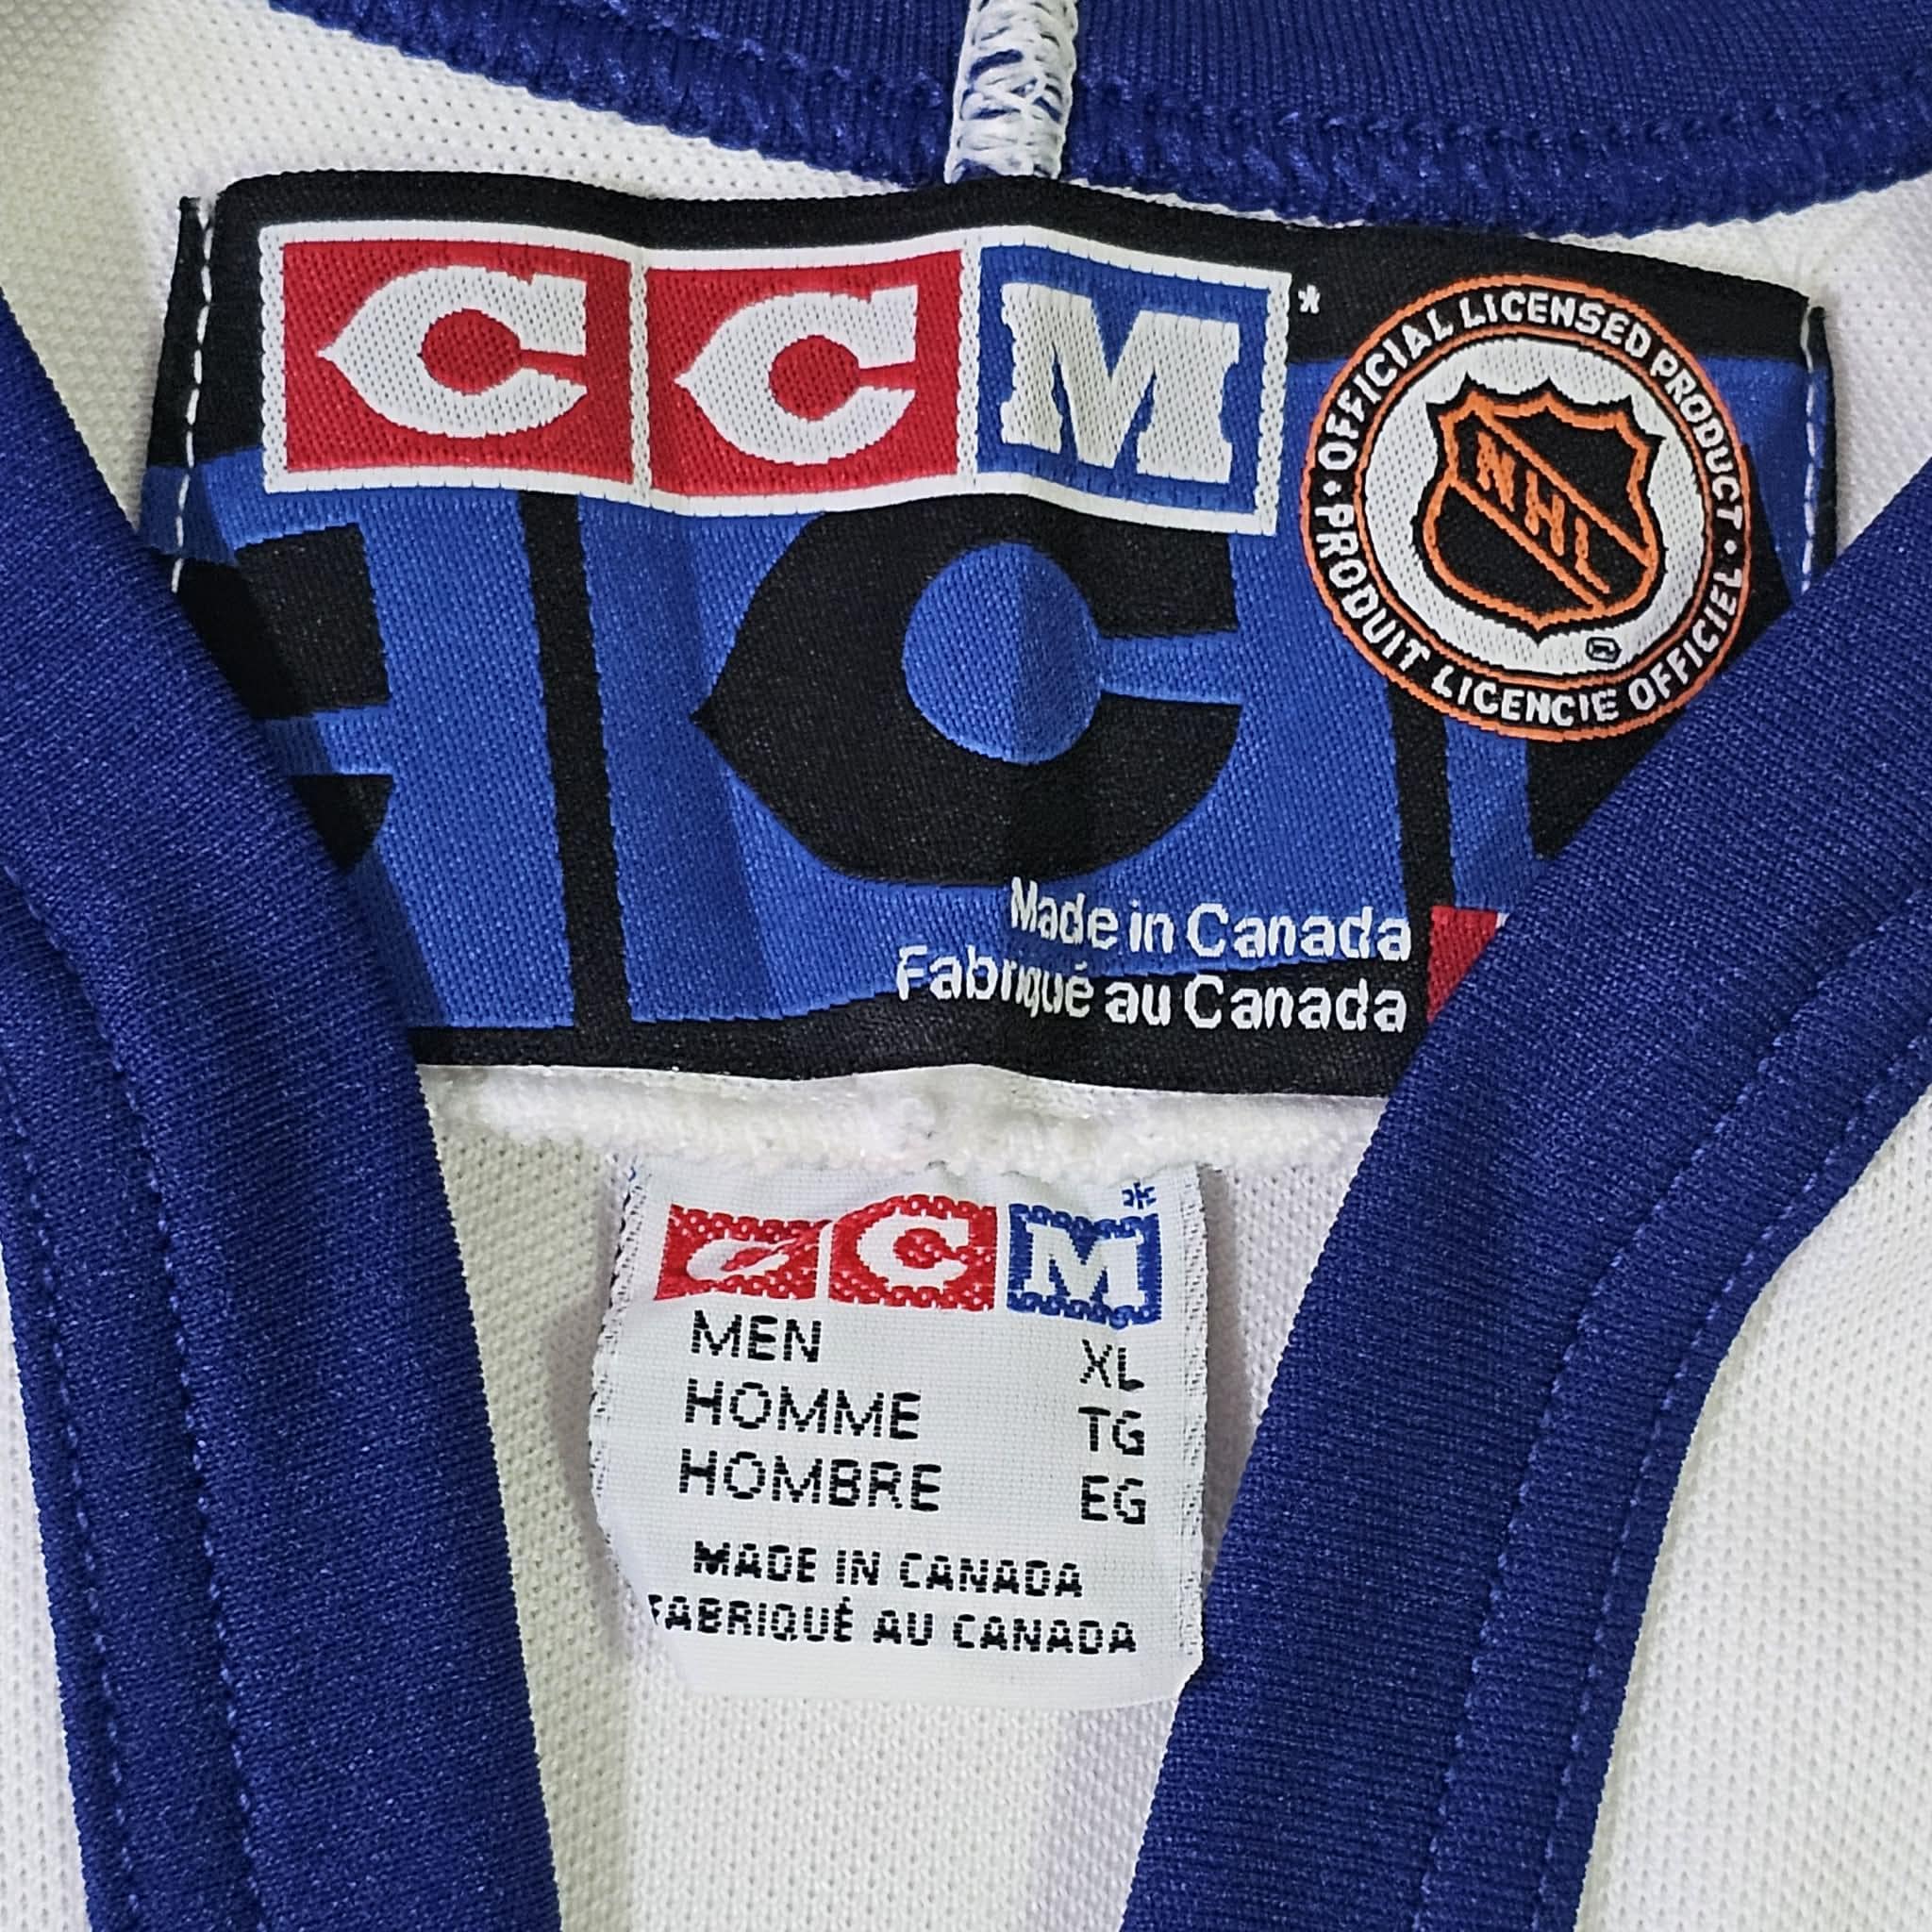 CCM*
• OFFICIAL LICENSED PRODUCT •
NHL
PRODUIT LICENCIE OFFICIEL
C
Made in Canada
Fabriqué au Canada
CCM*
MEN XL
HOMME TG
HOMBRE EG
MADE IN CANADA
FABRIQUÉ AU CANADA